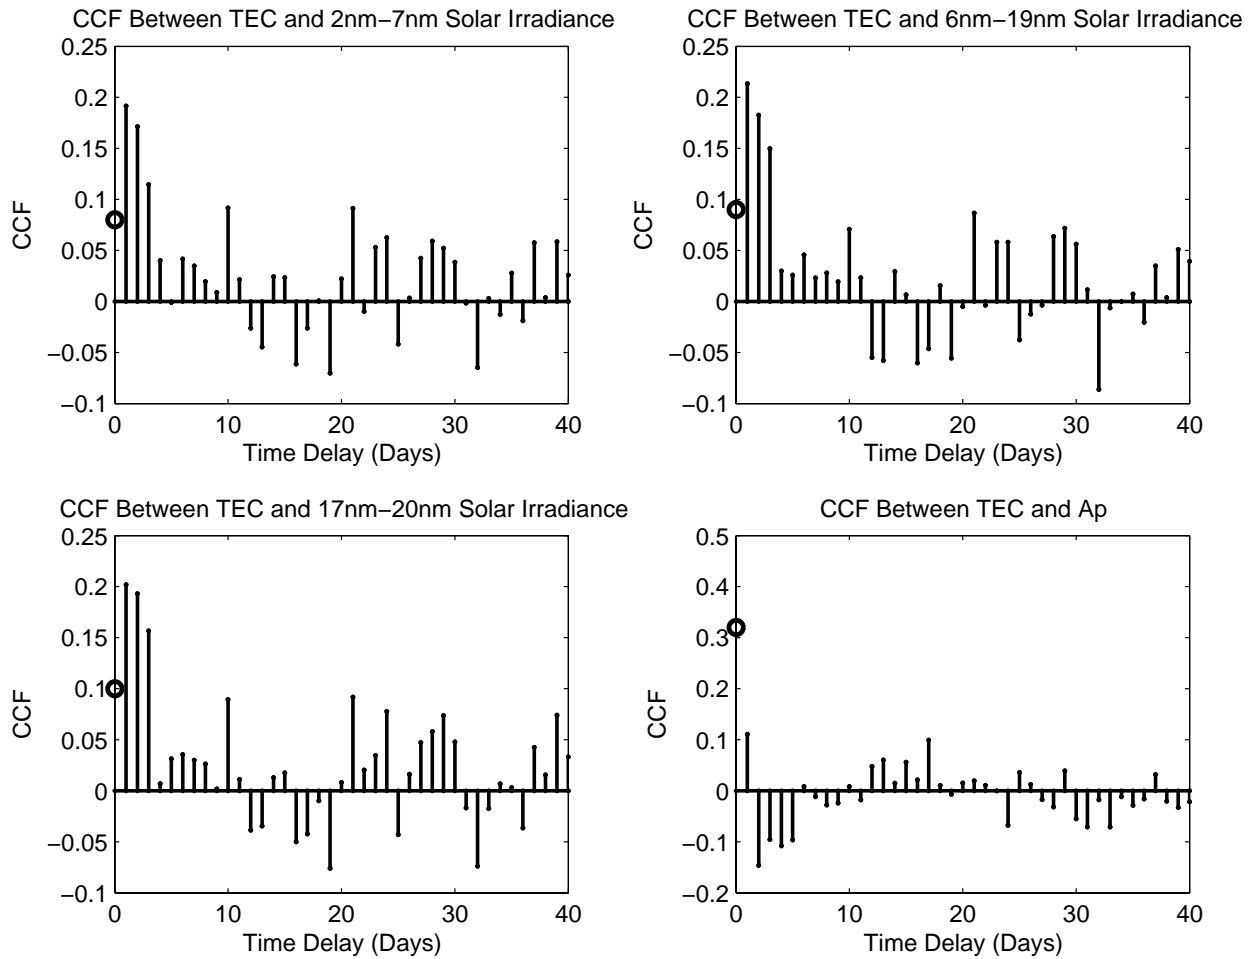 CCF Between TEC and 2nm−7nm Solar Irradiance
0.25
0.2
0.15
0.1
0.05
0
−0.05
−0.1
CCF
0 10 20 30 40
Time Delay (Days)
CCF Between TEC and 6nm−19nm Solar Irradiance
0.25
0.2
0.15
0.1
0.05
0
−0.05
−0.1
CCF
0 10 20 30 40
Time Delay (Days)
CCF Between TEC and 17nm−20nm Solar Irradiance
0.25
0.2
0.15
0.1
0.05
0
−0.05
−0.1
CCF
0 10 20 30 40
Time Delay (Days)
CCF Between TEC and Ap
0.5
0.4
0.3
0.2
0.1
0
−0.1
−0.2
CCF
0 10 20 30 40
Time Delay (Days)